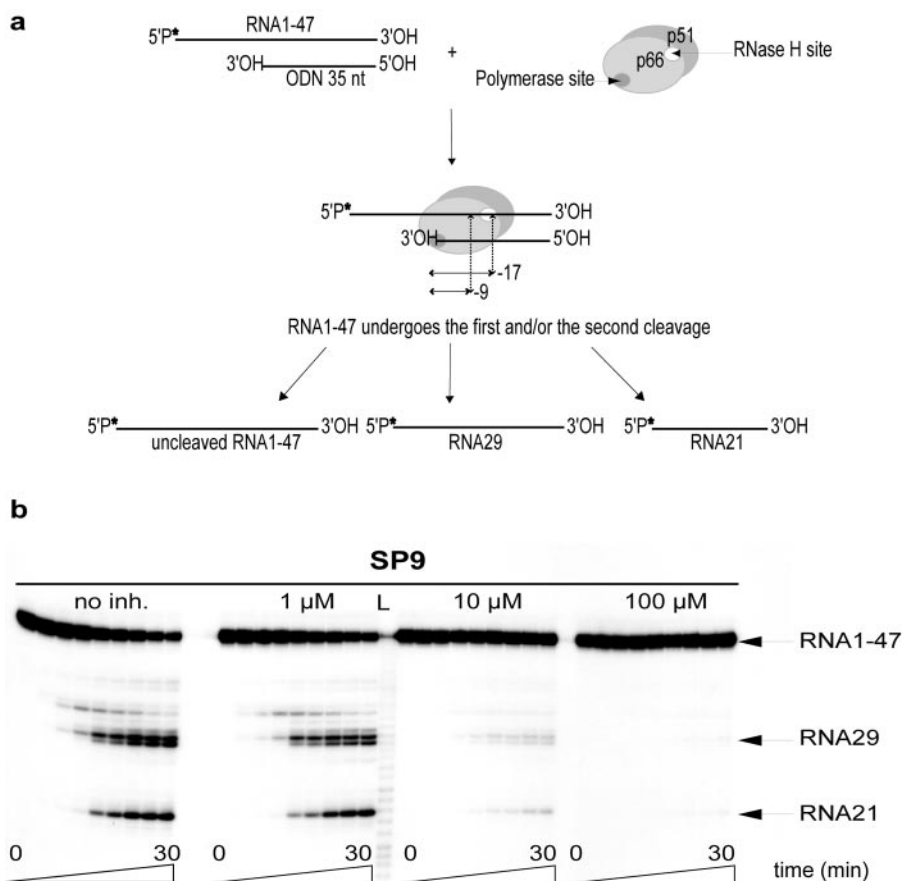 a
RNA1-47
5'P* 3'OH
3'OH 5'OH
ODN 35 nt
+
p51
p66
RNase H site
Polymerase site
5'P* 3'OH
3'OH 5'OH
-17
-9
RNA1-47 undergoes the first and/or the second cleavage
5'P* 3'OH 5'P* 3'OH 5'P* 3'OH
uncleaved RNA1-47 RNA29 RNA21
b
SP9
no inh. 1 µM L 10 µM 100 µM
RNA1-47
RNA29
RNA21
0 30 0 30 0 30 0 30
time (min)